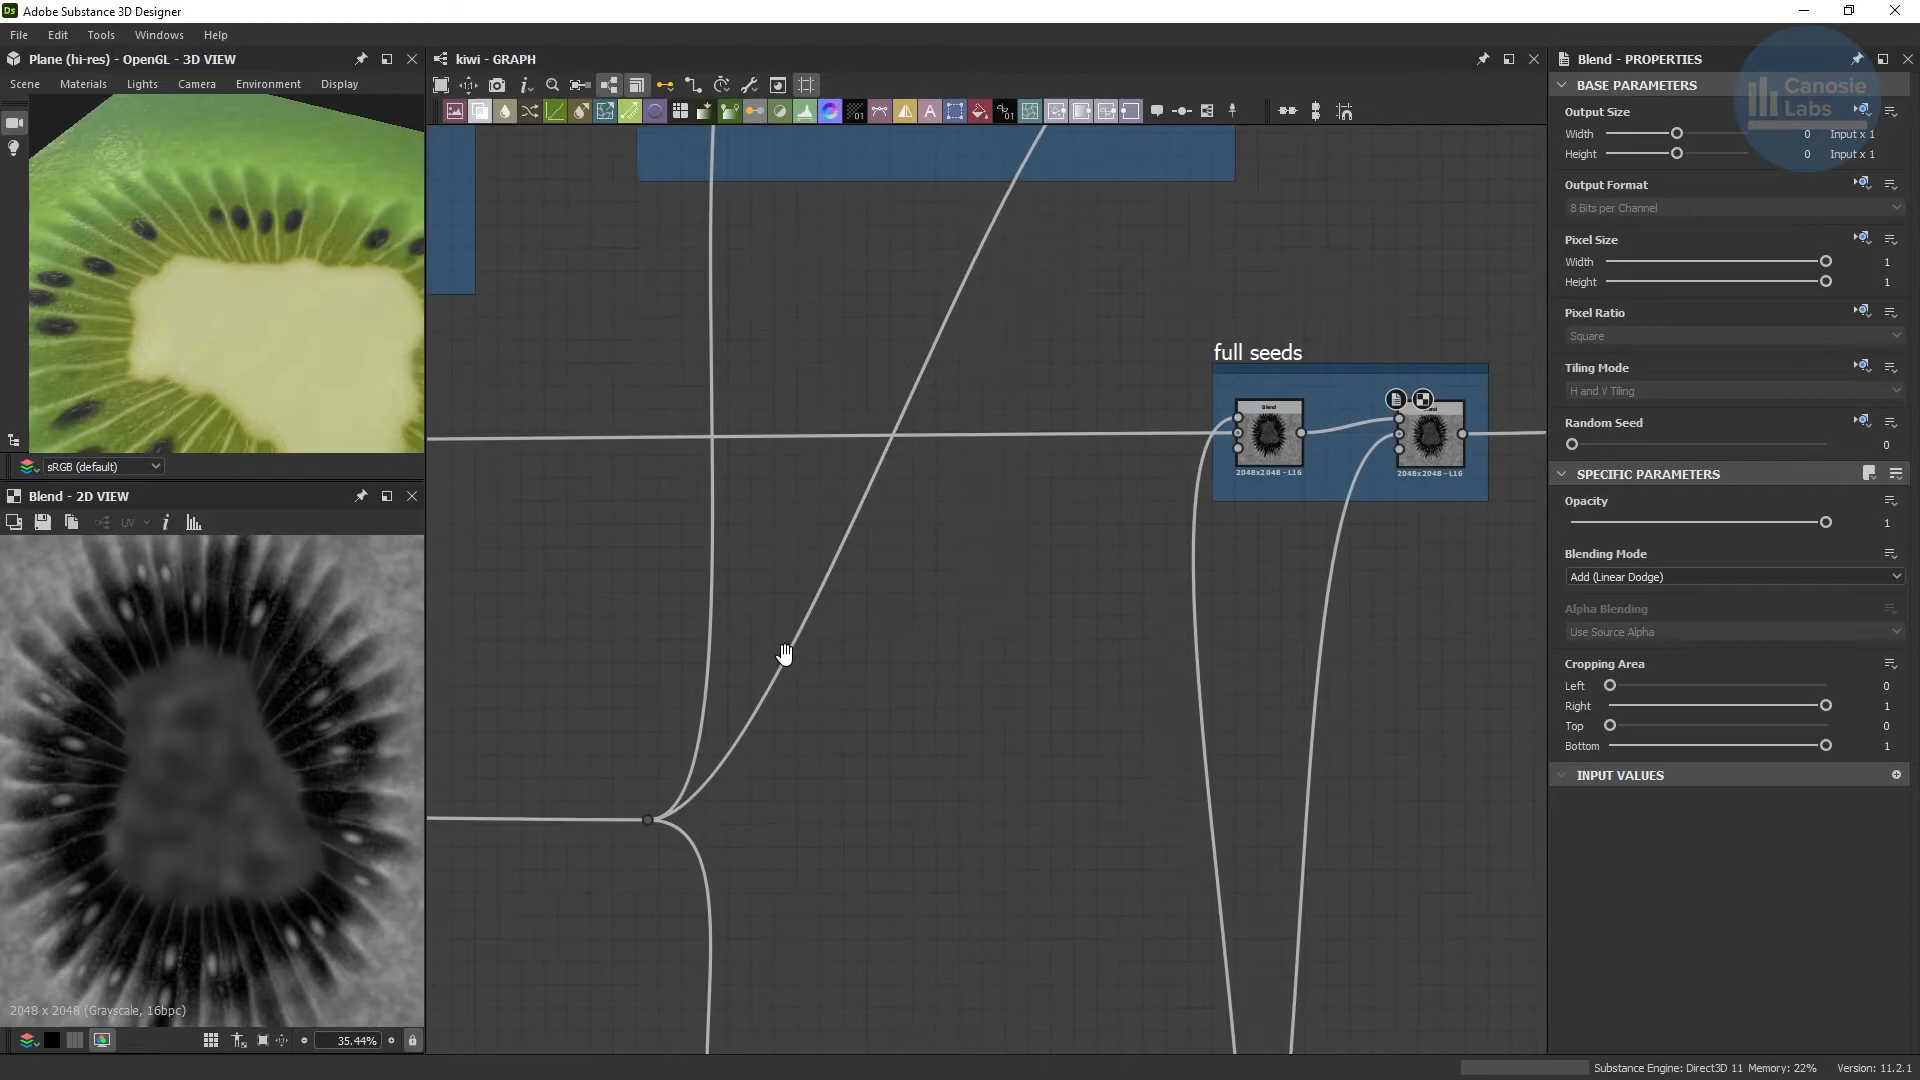 Adobe Substance 3D Designer
File Edit Tools Windows Help
Plane (hi-res) - OpenGL - 3D VIEW
Scene Materials Lights Camera Environment Display
sRGB (default)
Blend - 2D VIEW
UV
2048 x 2048 (Grayscale, 16bpc)
35.44%
kiwi - GRAPH
full seeds
Blend
2048x2048 - L16
2048x2048 - L16
Blend - PROPERTIES
Canosie
Labs
BASE PARAMETERS
Output Size
Width 0 Input x 1
Height 0 Input x 1
Output Format
8 Bits per Channel
Pixel Size
Width 1
Height 1
Pixel Ratio
Square
Tiling Mode
H and V Tiling
Random Seed
0
SPECIFIC PARAMETERS
Opacity
1
Blending Mode
Add (Linear Dodge)
Alpha Blending
Use Source Alpha
Cropping Area
Left 0
Right 1
Top 0
Bottom 1
INPUT VALUES
Substance Engine: Direct3D 11 Memory: 22% Version: 11.2.1